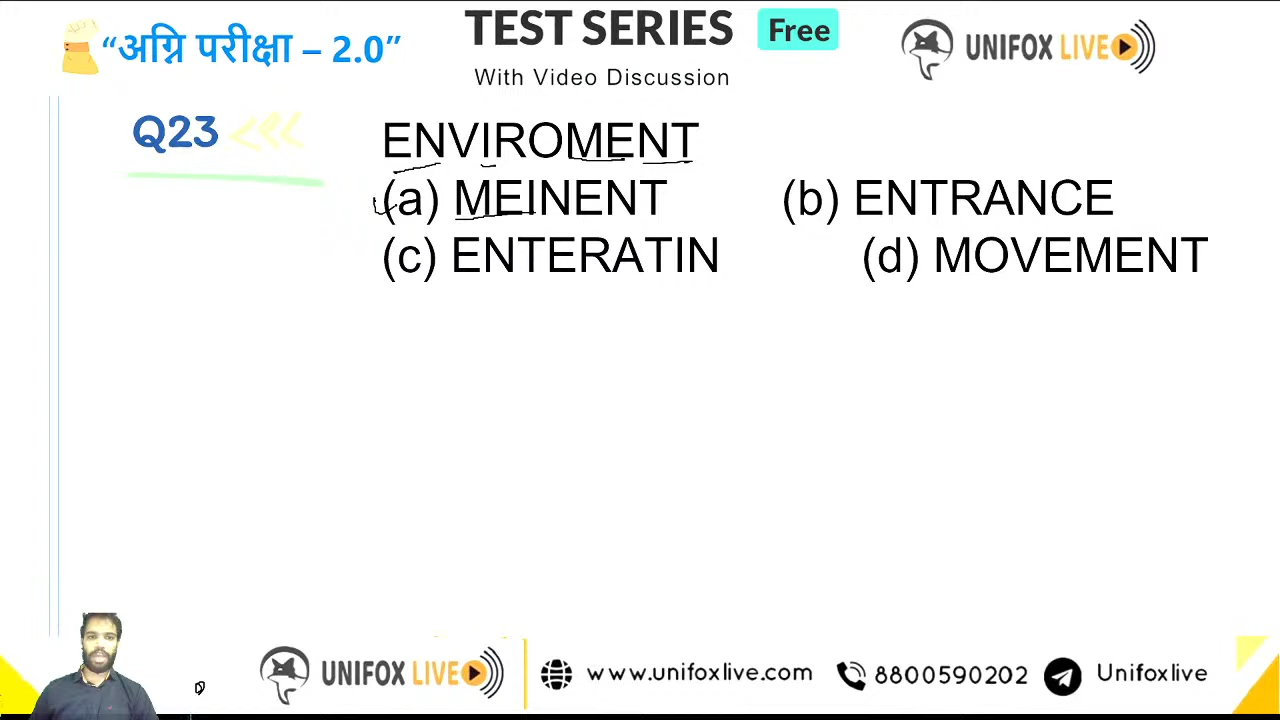 “अग्नि परीक्षा – 2.0”
TEST SERIES Free
With Video Discussion
UNIFOX LIVE
Q23
ENVIROMENT
(a) MEINENT (b) ENTRANCE
(c) ENTERATIN (d) MOVEMENT
UNIFOX LIVE
www.unifoxlive.com
8800590202
Unifoxlive